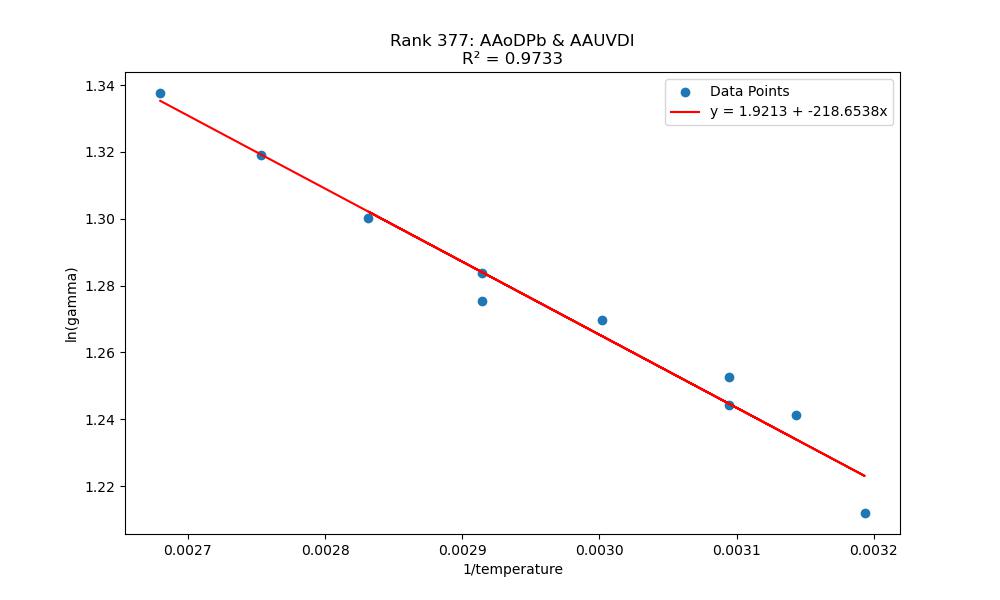 Rank 377: AAoDPb & AAUVDI
R² = 0.9733
Data Points
y = 1.9213 + -218.6538x
1.34
1.32
1.30
1.28
1.26
1.24
1.22
ln(gamma)
0.0027 0.0028 0.0029 0.0030 0.0031 0.0032
1/temperature